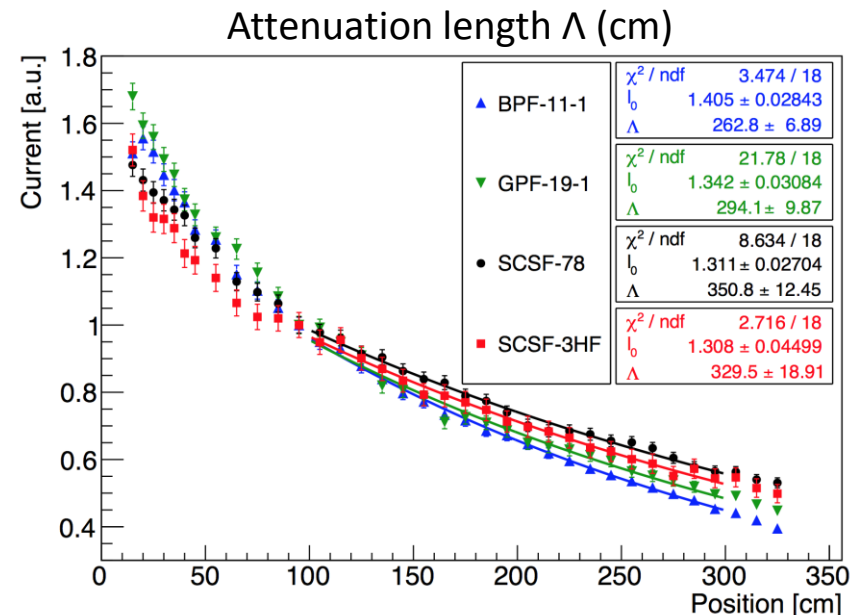 Attenuation length Λ (cm)
Current [a.u.]
1.8
1.6
1.4
1.2
1
0.8
0.6
0.4
BPF-11-1
GPF-19-1
SCSF-78
SCSF-3HF
χ² / ndf 3.474 / 18
I₀ 1.405 ± 0.02843
Λ 262.8 ± 6.89
χ² / ndf 21.78 / 18
I₀ 1.342 ± 0.03084
Λ 294.1 ± 9.87
χ² / ndf 8.634 / 18
I₀ 1.311 ± 0.02704
Λ 350.8 ± 12.45
χ² / ndf 2.716 / 18
I₀ 1.308 ± 0.04499
Λ 329.5 ± 18.91
0 50 100 150 200 250 300 350
Position [cm]